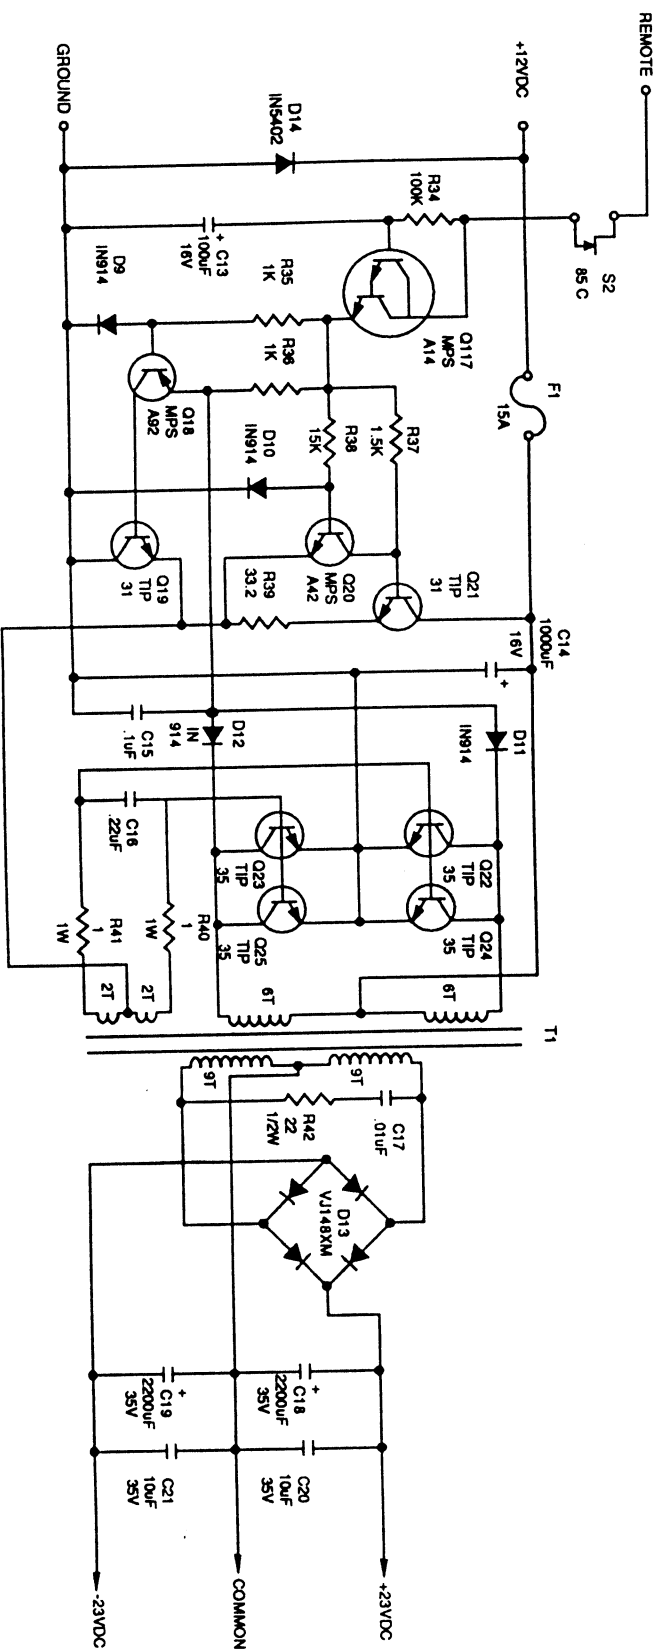 REMOTE
+12VDC
GROUND
S2
85 C
D14
IN5402
R34
100K
+ C13
100uF
16V
D9
IN914
R35
1K
Q117
MPS
A14
F1
15A
R36
1K
Q18
MPS
A92
R37
1.5K
R38
15K
D10
IN914
Q19
TIP
31
Q20
MPS
A42
R39
33.2
Q21
TIP
31
C14
1000uF
16V
+
C15
.1uF
D12
IN
914
D11
IN914
C16
.22uF
Q23
TIP
35
Q22
TIP
35
Q25
TIP
35
Q24
TIP
35
R41
1
1W
R40
1
1W
2T
2T
6T
6T
T1
9T
9T
R42
22
1/2W
C17
.01uF
D13
VJ148XM
+
C19
2200uF
35V
+
C18
2200uF
35V
C21
10uF
35V
C20
10uF
35V
+23VDC
COMMON
-23VDC